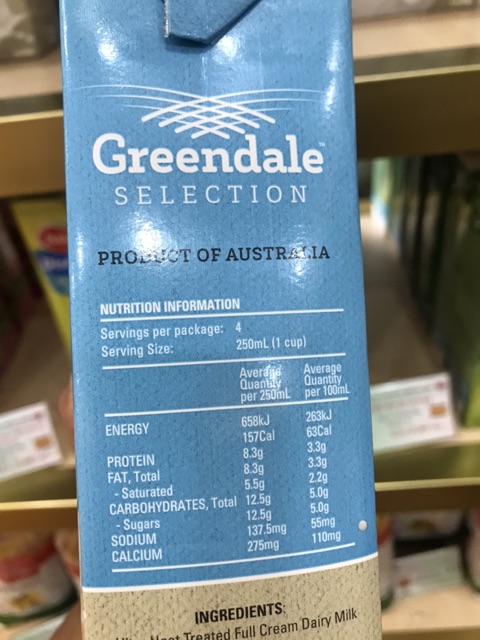 Greendale™
SELECTION
PRODUCT OF AUSTRALIA
NUTRITION INFORMATION
Servings per package: 4
Serving Size: 250mL (1 cup)
Average Quantity per 250mL Average Quantity per 100mL
ENERGY 658kJ 263kJ
157Cal 63Cal
PROTEIN 8.3g 3.3g
FAT, Total 8.3g 3.3g
- Saturated 5.5g 2.2g
CARBOHYDRATES, Total 12.5g 5.0g
- Sugars 12.5g 5.0g
SODIUM 137.5mg 55mg
CALCIUM 275mg 110mg
INGREDIENTS:
Heat Treated Full Cream Dairy Milk